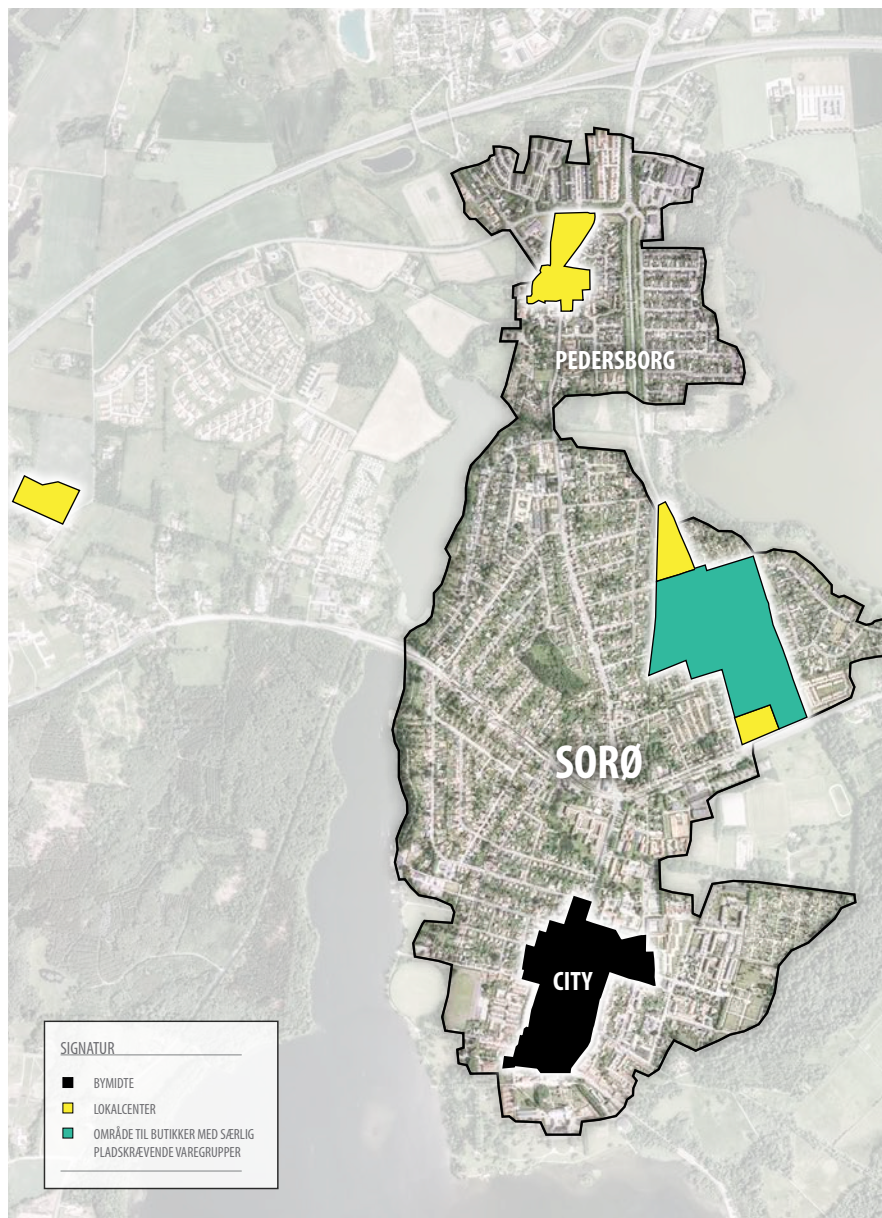 PEDERSBORG
SORØ
CITY
SIGNATUR
BYMIDTE
LOKALCENTER
OMRÅDE TIL BUTIKKER MED SÆRLIG
PLADSKRÆVENDE VAREGRUPPER